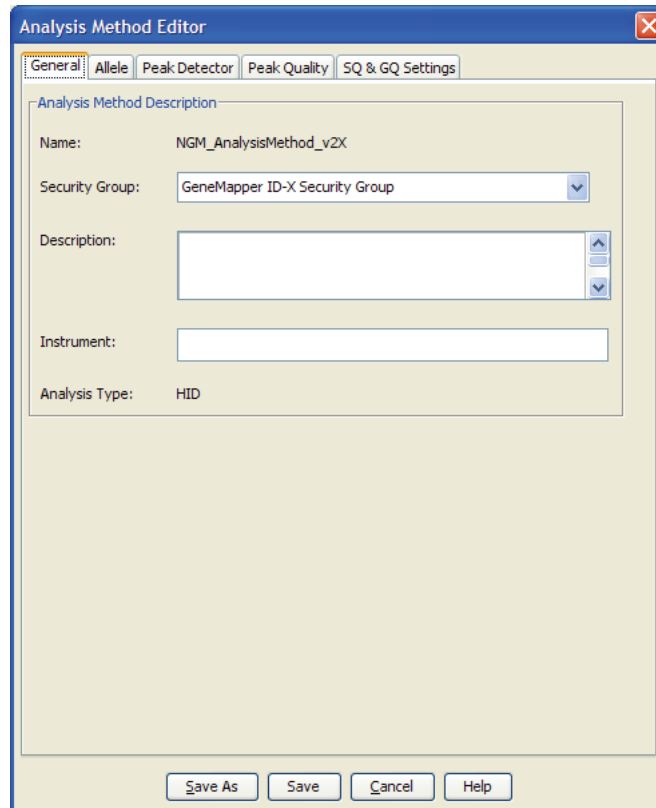 Analysis Method Editor
General Allele Peak Detector Peak Quality SQ & GQ Settings
Analysis Method Description
Name: NGM_AnalysisMethod_v2X
Security Group: GeneMapper ID-X Security Group
Description:
Instrument:
Analysis Type: HID
Save As Save Cancel Help